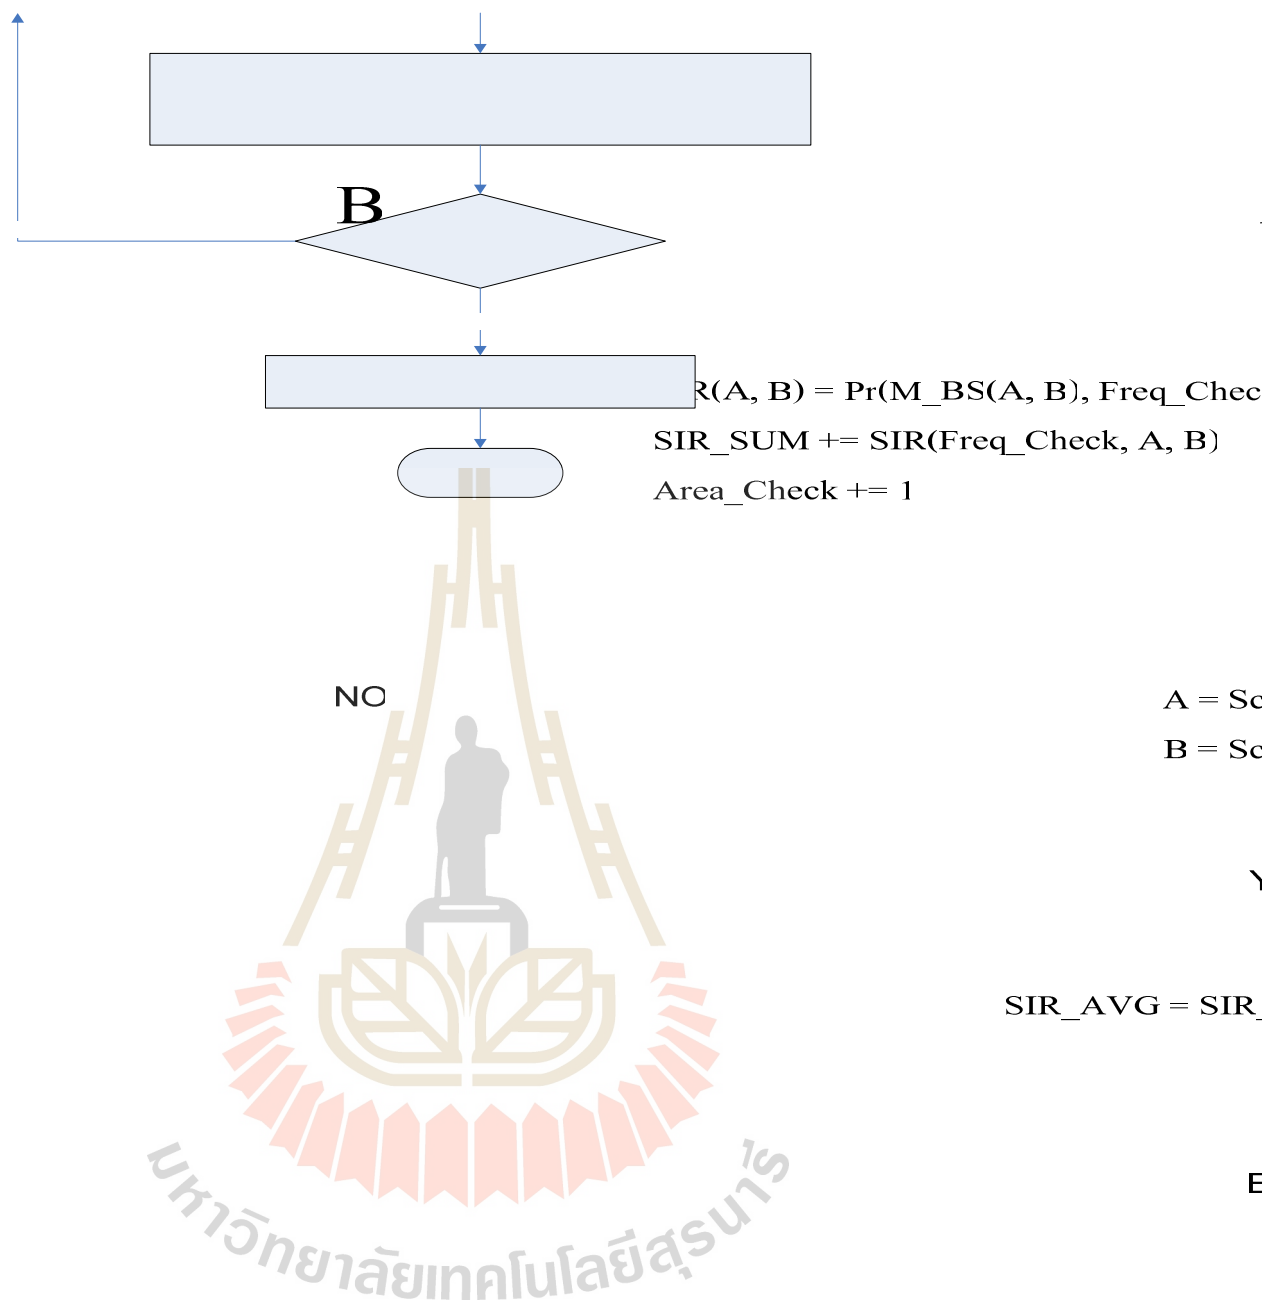 B
R(A, B) = Pr(M_BS(A, B), Freq_Chec
SIR_SUM += SIR(Freq_Check, A, B)
Area_Check += 1
NO
A = Sc
B = Sc
Y
SIR_AVG = SIR_
E
มหาวิทยาลัยเทคโนโลยีสุรนารี